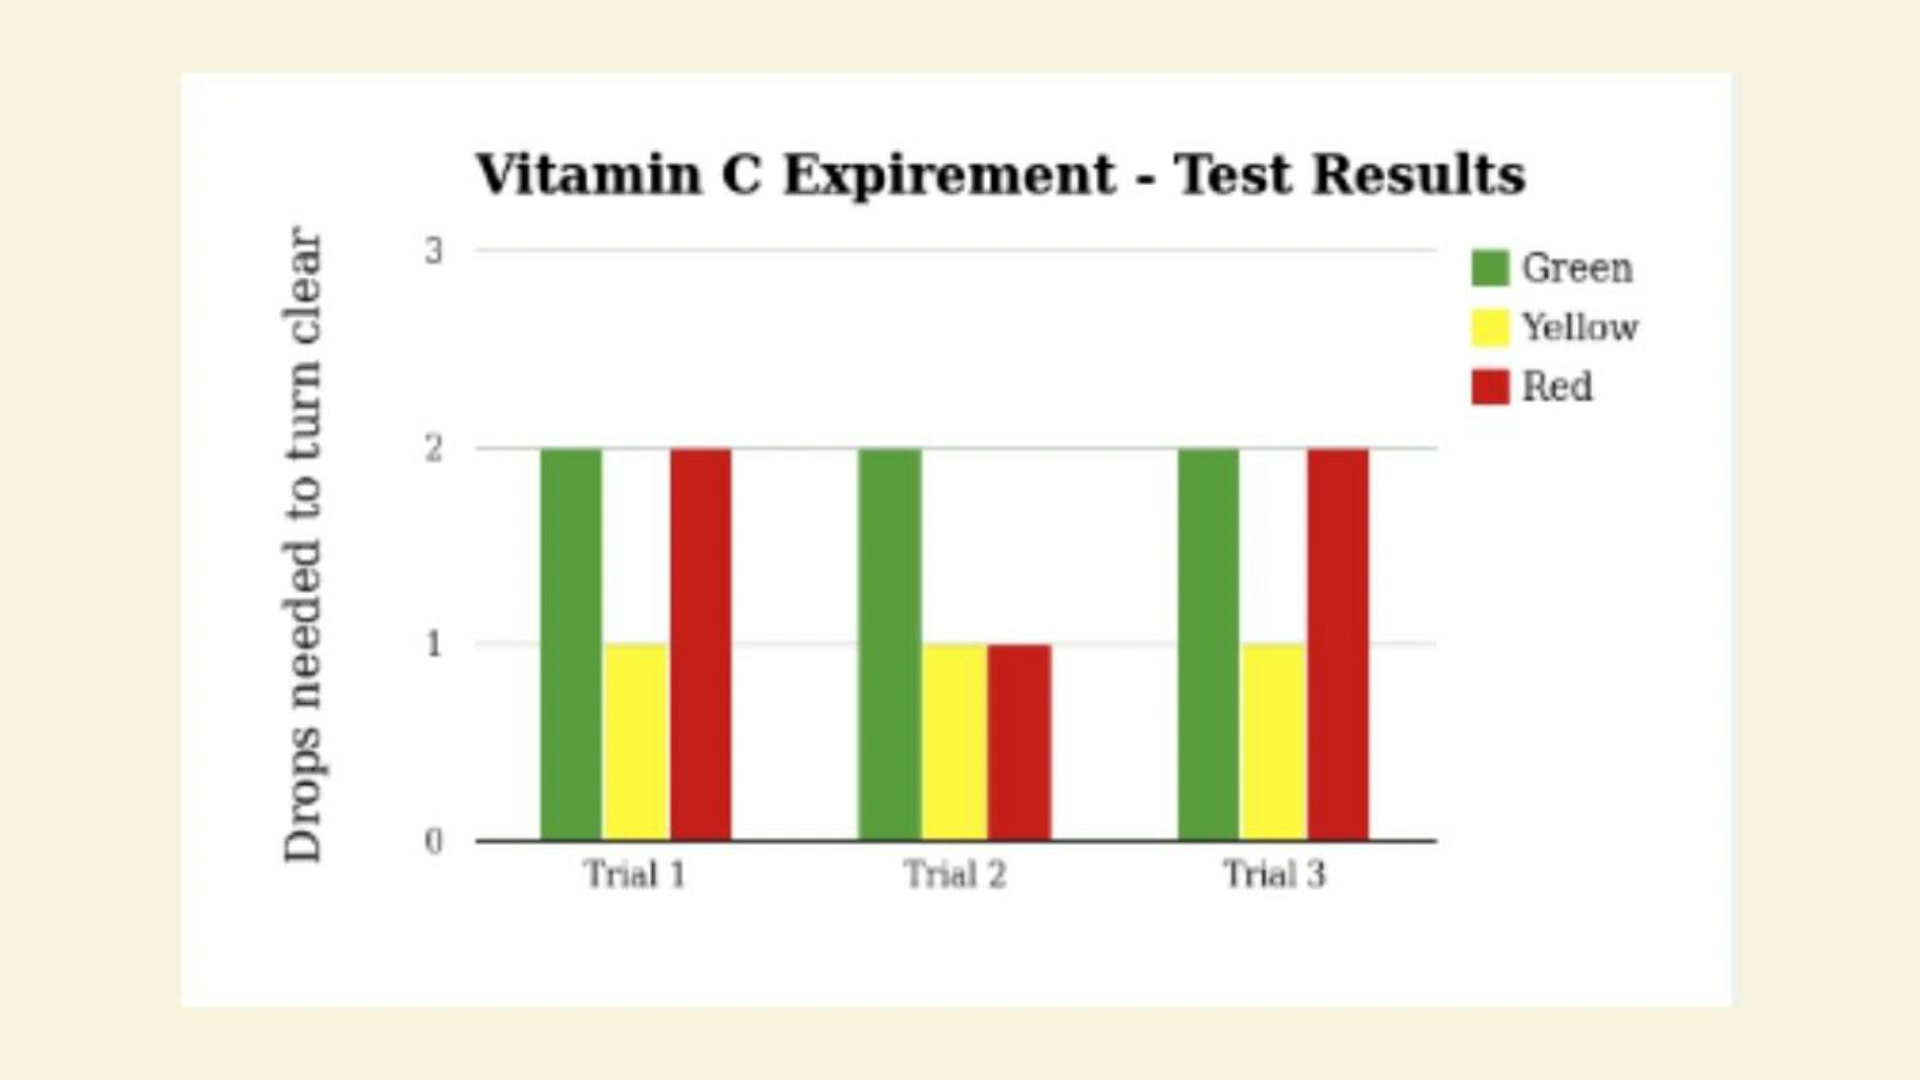 Vitamin C Expirement - Test Results
Drops needed to turn clear
3
2
1
0
Trial 1
Trial 2
Trial 3
Green
Yellow
Red